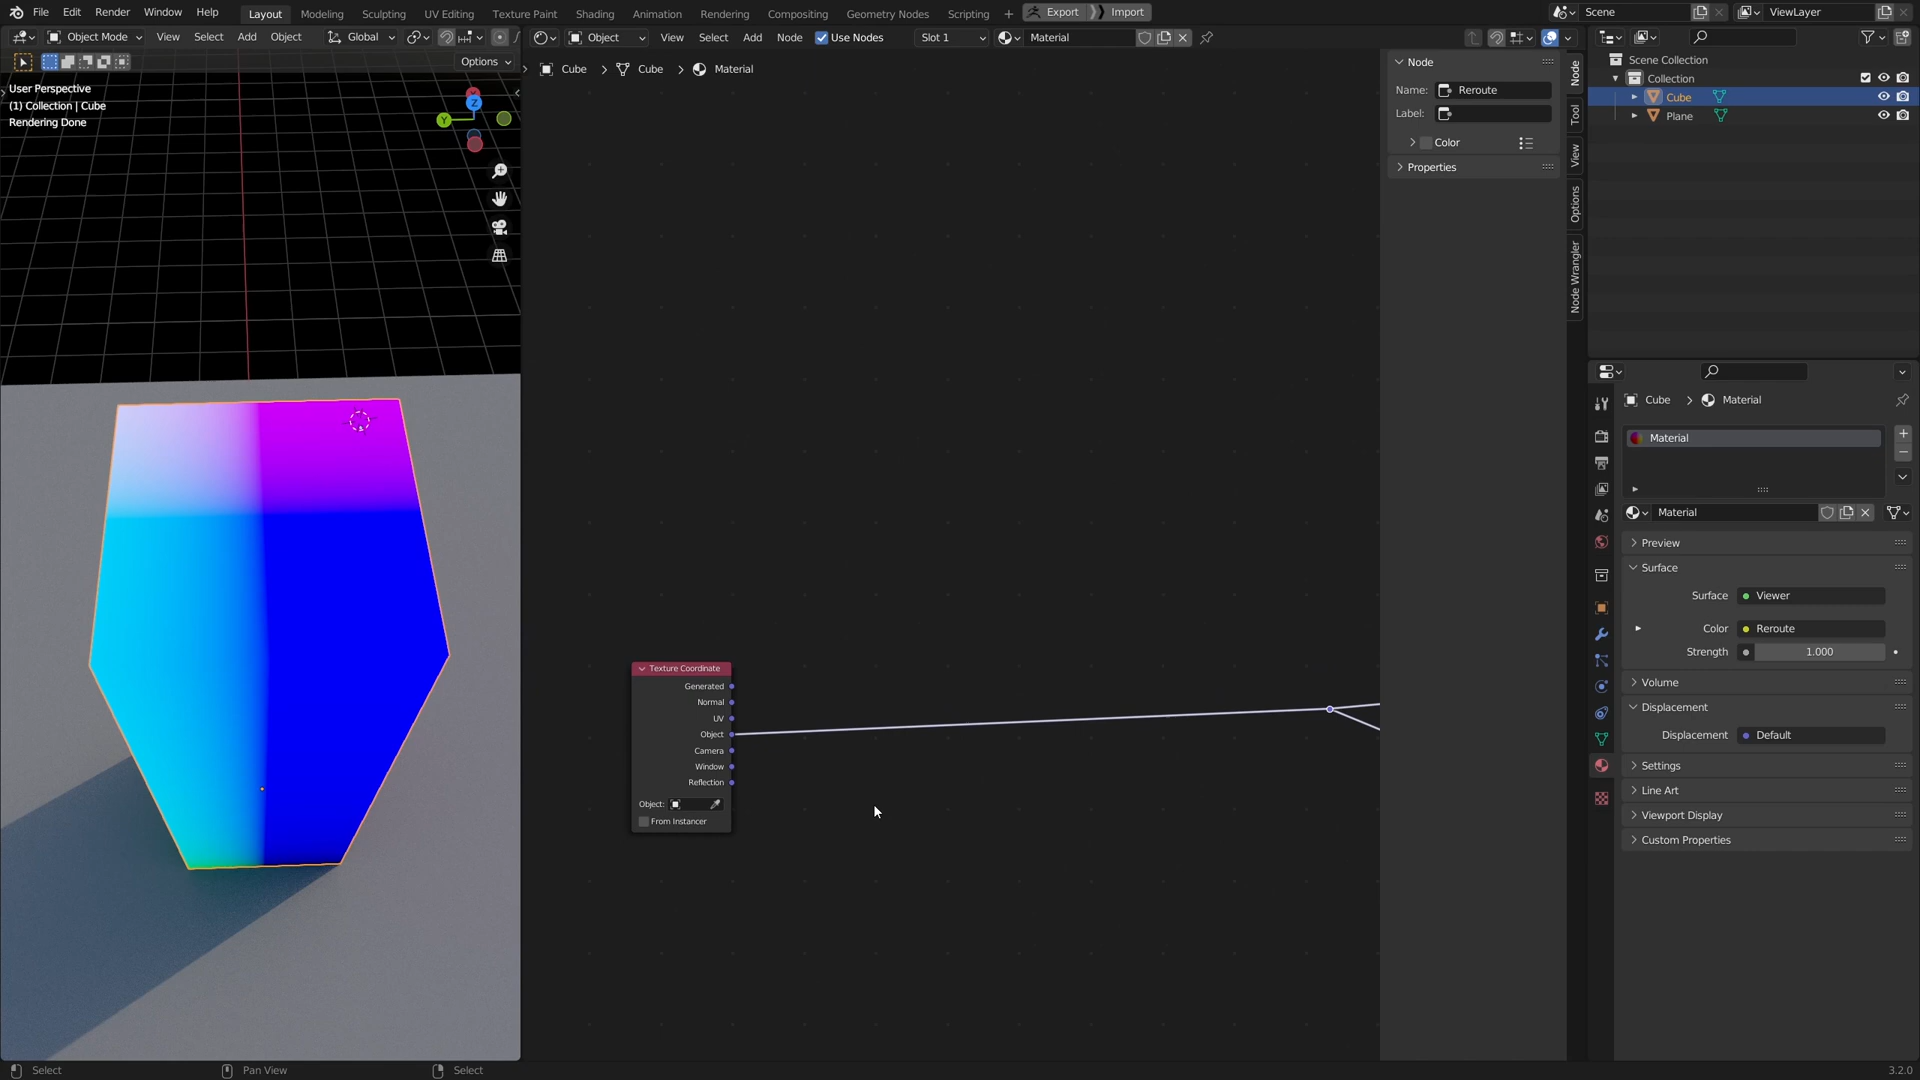 File Edit Render Window Help Layout Modeling Sculpting UV Editing Texture Paint Shading Animation Rendering Compositing Geometry Nodes Scripting + Export Import Scene ViewLayer
Object Mode View Select Add Object Global Object View Select Add Node Use Nodes Slot 1 Material
Options
Cube > Cube > Material
User Perspective
(1) Collection | Cube
Rendering Done
Z
Y
Node
Name: Reroute
Label:
Color
Properties
Node
Tool
View
Options
Node Wrangler
Scene Collection
Collection
Cube
Plane
Texture Coordinate
Generated
Normal
UV
Object
Camera
Window
Reflection
Object:
From Instancer
Cube > Material
Material
Material
Preview
Surface
Surface Viewer
Color Reroute
Strength 1.000
Volume
Displacement
Displacement Default
Settings
Line Art
Viewport Display
Custom Properties
Select Pan View Select 3.2.0